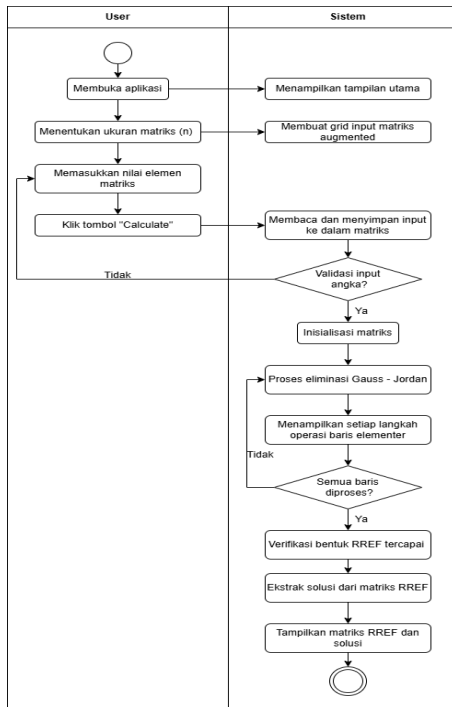 User
Sistem
Membuka aplikasi
Menampilkan tampilan utama
Menentukan ukuran matriks (n)
Membuat grid input matriks
augmented
Memasukkan nilai elemen
matriks
Klik tombol "Calculate"
Membaca dan menyimpan input
ke dalam matriks
Tidak
Validasi input
angka?
Ya
Inisialisasi matriks
Proses eliminasi Gauss - Jordan
Menampilkan setiap langkah
operasi baris elementer
Tidak
Semua baris
diproses?
Ya
Verifikasi bentuk RREF tercapai
Ekstrak solusi dari matriks RREF
Tampilkan matriks RREF dan
solusi